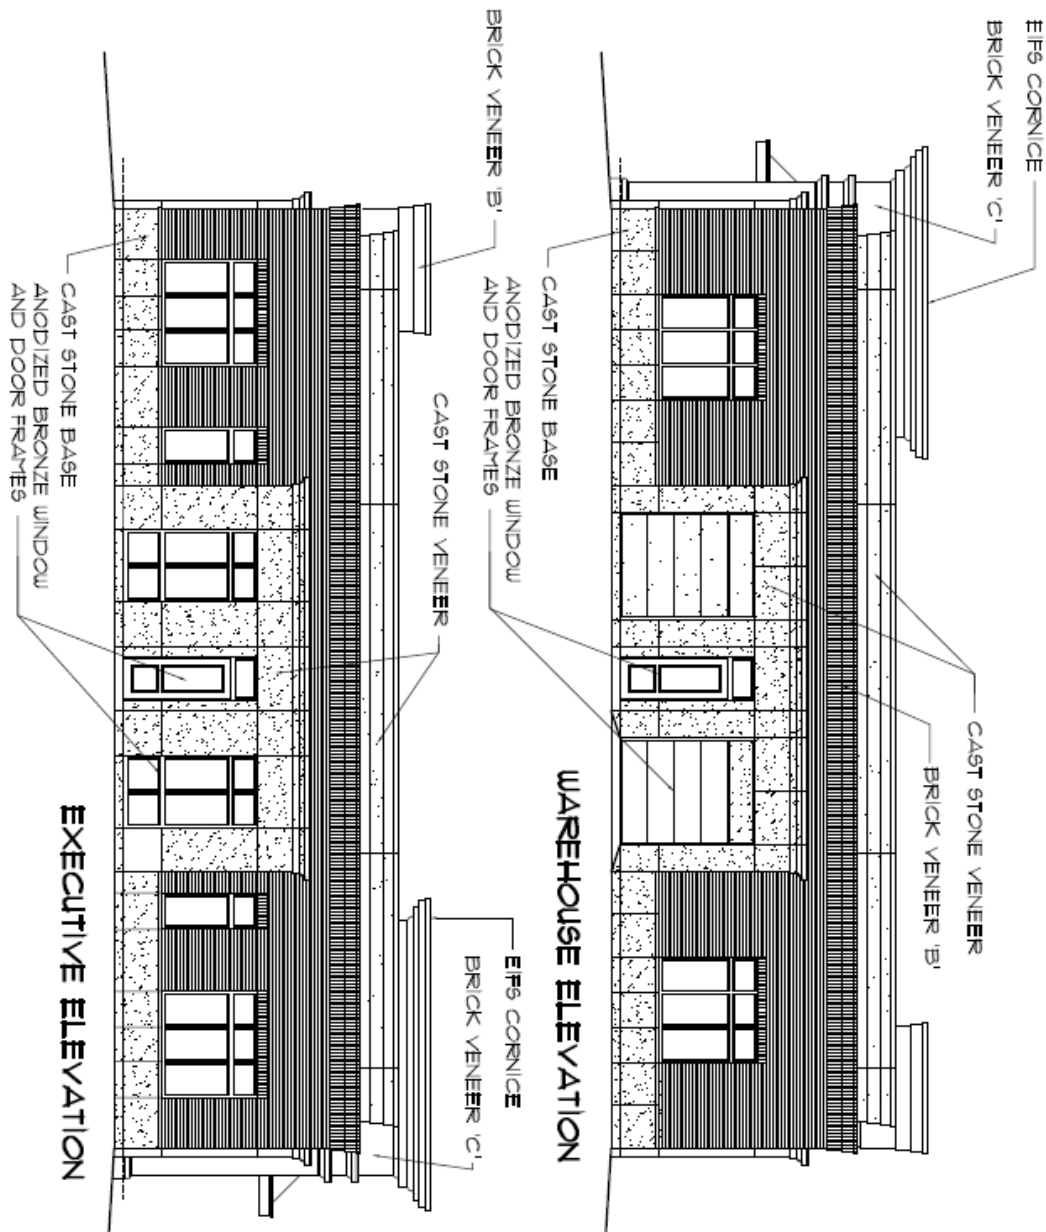 EIFS CORNICE
BRICK VENEER 'C'
CAST STONE VENEER
BRICK VENEER 'B'
CAST STONE BASE
ANODIZED BRONZE WINDOW
AND DOOR FRAMES
WAREHOUSE ELEVATION
BRICK VENEER 'B'
CAST STONE VENEER
EIFS CORNICE
BRICK VENEER 'C'
CAST STONE BASE
ANODIZED BRONZE WINDOW
AND DOOR FRAMES
EXECUTIVE ELEVATION